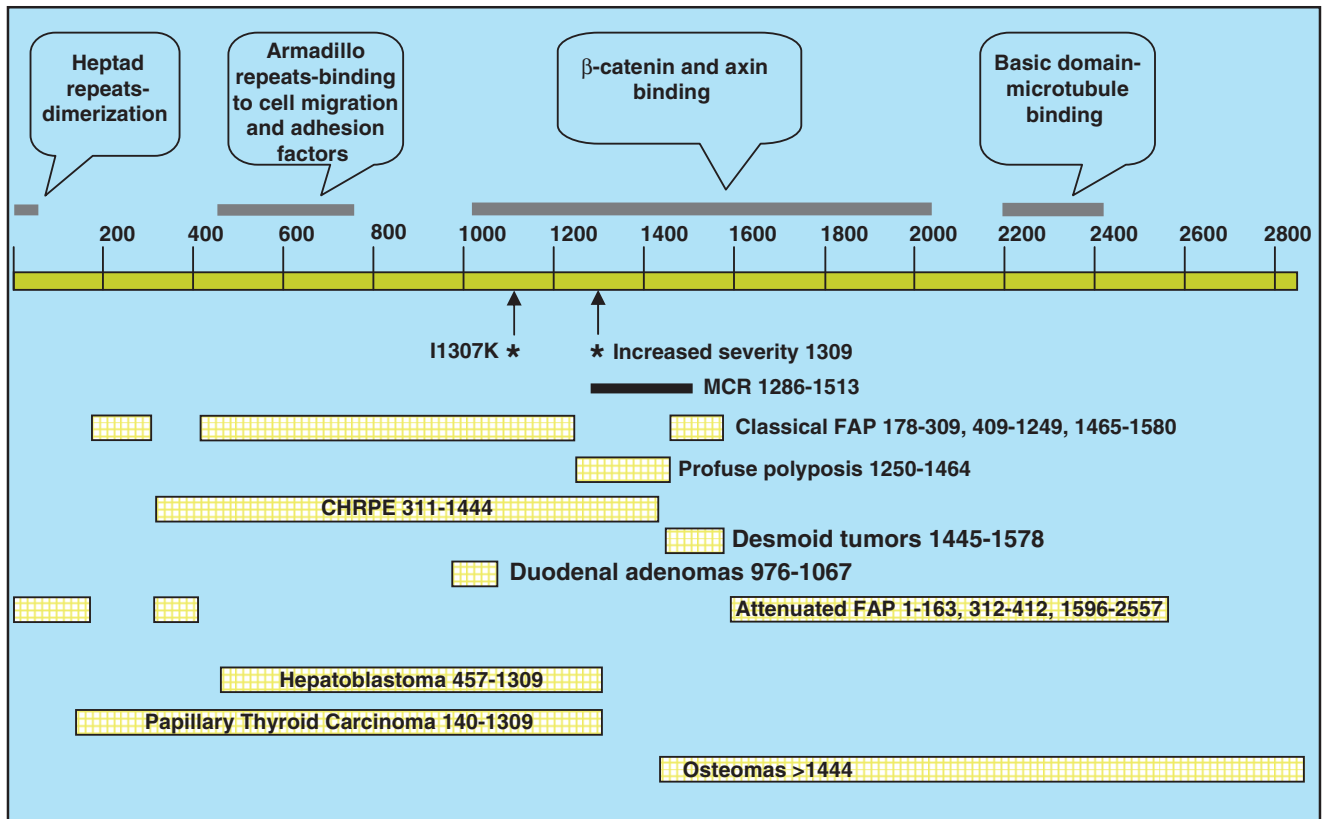 Heptad
repeats-
dimerization
Armadillo
repeats-binding
to cell migration
and adhesion
factors
β-catenin and axin
binding
Basic domain-
microtubule
binding
200 400 600 800 1000 1200 1400 1600 1800 2000 2200 2400 2600 2800
I1307K * * Increased severity 1309
MCR 1286-1513
Classical FAP 178-309, 409-1249, 1465-1580
Profuse polyposis 1250-1464
CHRPE 311-1444
Desmoid tumors 1445-1578
Duodenal adenomas 976-1067
Attenuated FAP 1-163, 312-412, 1596-2557
Hepatoblastoma 457-1309
Papillary Thyroid Carcinoma 140-1309
Osteomas >1444